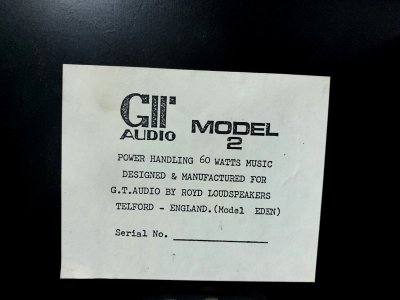 GT
AUDIO
MODEL
2
POWER HANDLING 60 WATTS MUSIC
DESIGNED & MANUFACTURED FOR
G.T.AUDIO BY ROYD LOUDSPEAKERS
TELFORD - ENGLAND.(Model EDEN)
Serial No.